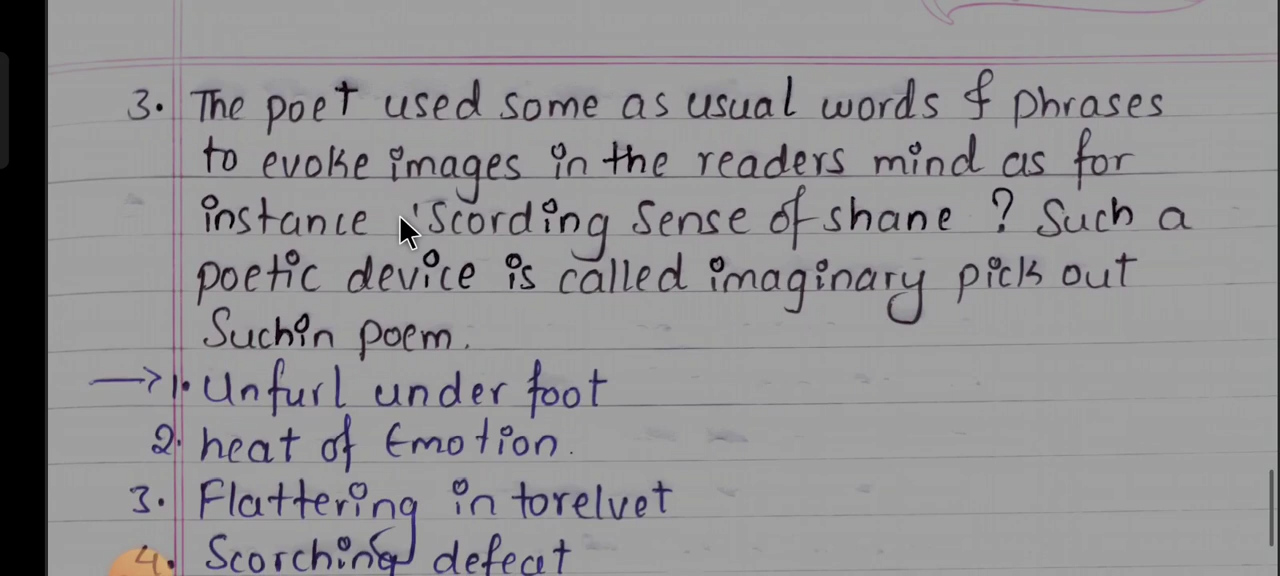 3. The poet used some as usual words & phrases
to evoke images in the readers mind as for
instance 'Scording Sense of shane ? Such a
poetic device is called imaginary pick out
Suchin poem.
→ 1. Unfurl under foot
2. heat of Emotion.
3. Flattering in torelvet
4. Scorching defeat